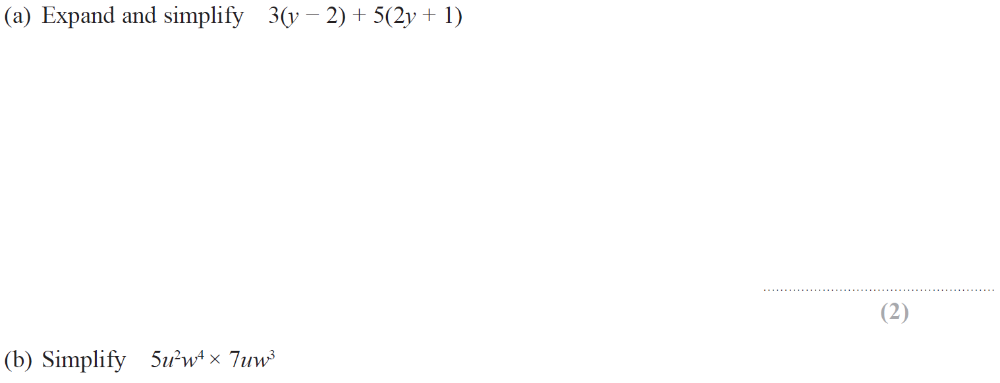 (a) Expand and simplify 3(y − 2) + 5(2y + 1)
............................................................
(2)
(b) Simplify 5u²w⁴ × 7uw³